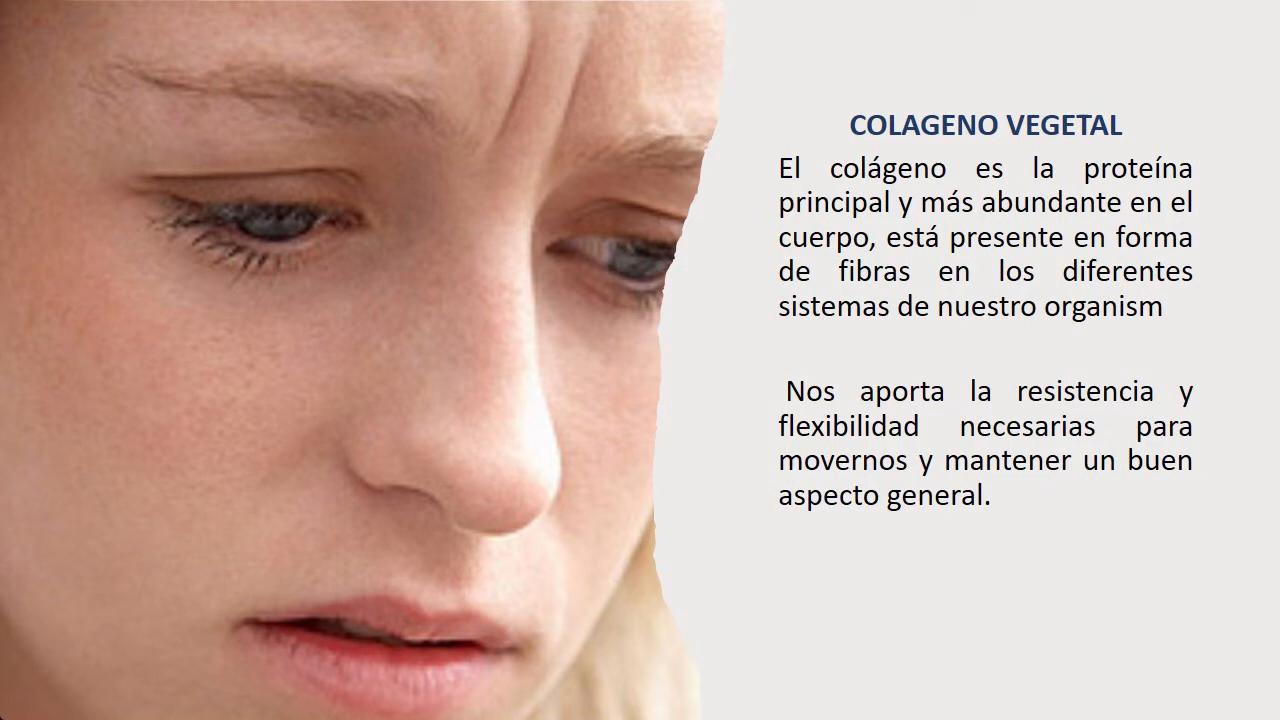 COLAGENO VEGETAL
El colágeno es la proteína
principal y más abundante en el
cuerpo, está presente en forma
de fibras en los diferentes
sistemas de nuestro organism
Nos aporta la resistencia y
flexibilidad necesarias para
movernos y mantener un buen
aspecto general.